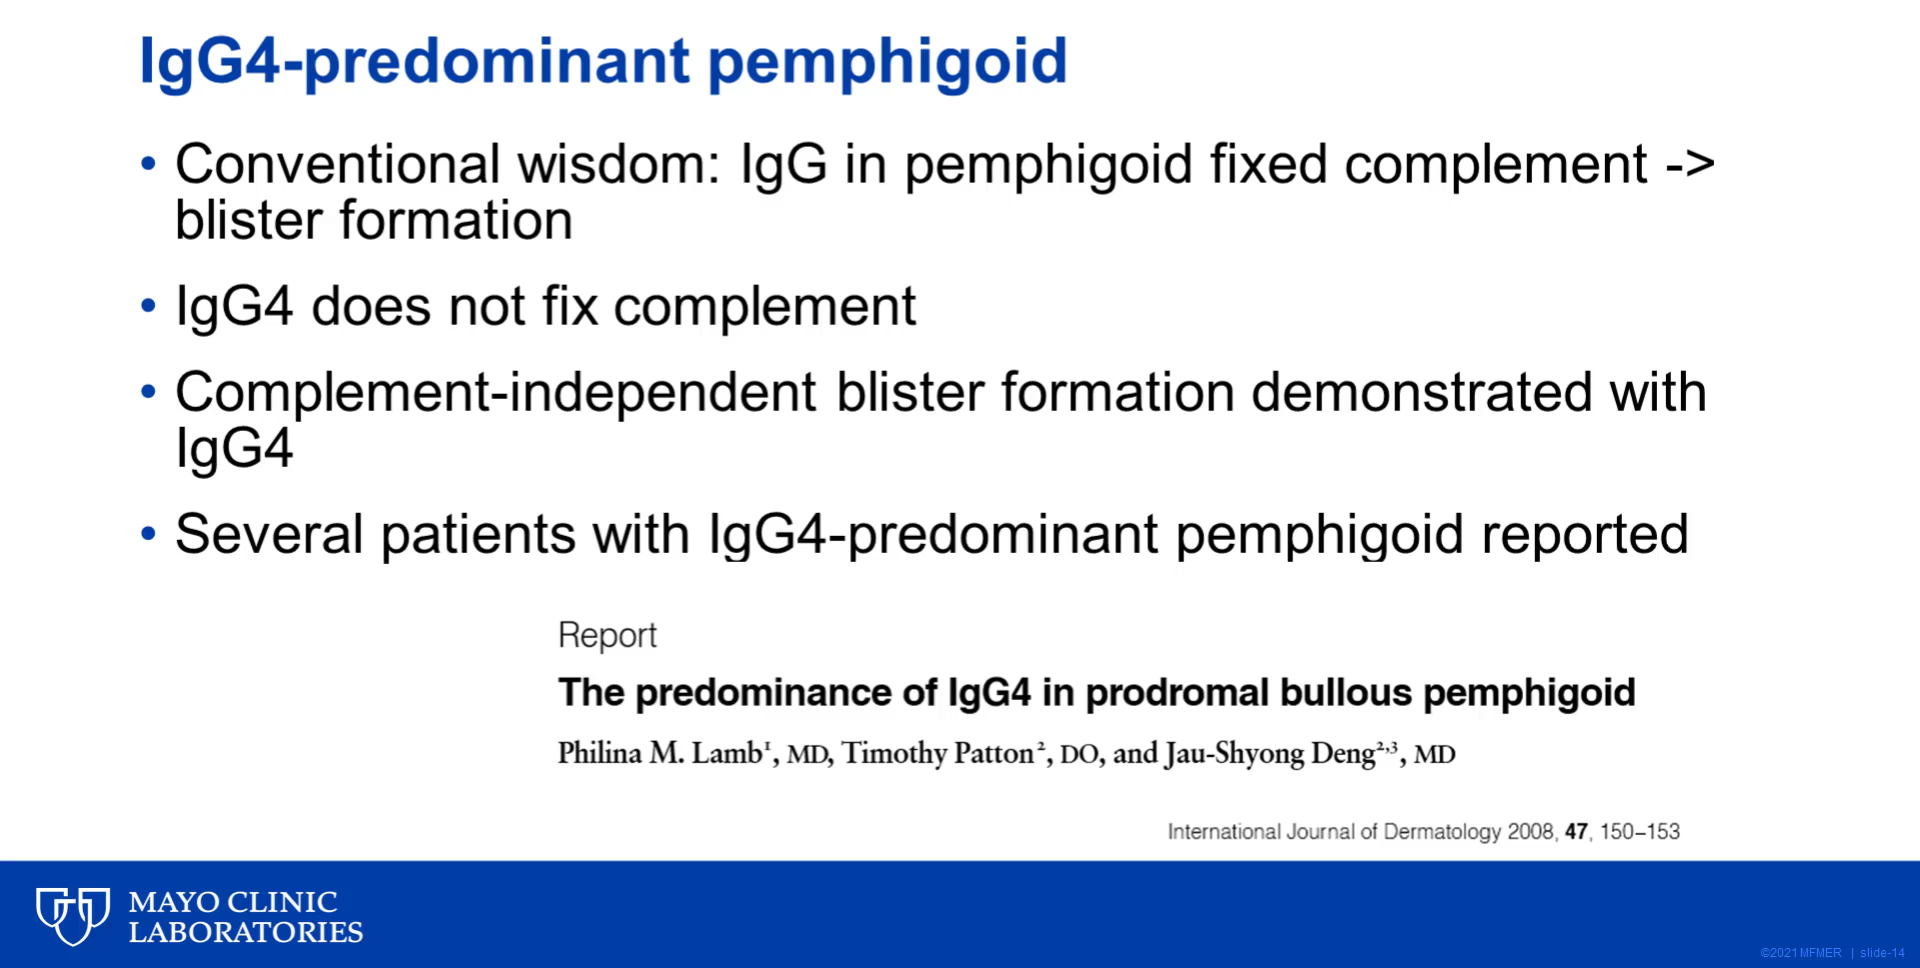 IgG4-predominant pemphigoid
• Conventional wisdom: IgG in pemphigoid fixed complement ->
blister formation
• IgG4 does not fix complement
• Complement-independent blister formation demonstrated with
IgG4
• Several patients with IgG4-predominant pemphigoid reported
Report
The predominance of IgG4 in prodromal bullous pemphigoid
Philina M. Lamb¹, MD, Timothy Patton², DO, and Jau-Shyong Deng²,³, MD
International Journal of Dermatology 2008, 47, 150–153
MAYO CLINIC
LABORATORIES
©2021 MFMER | slide-14